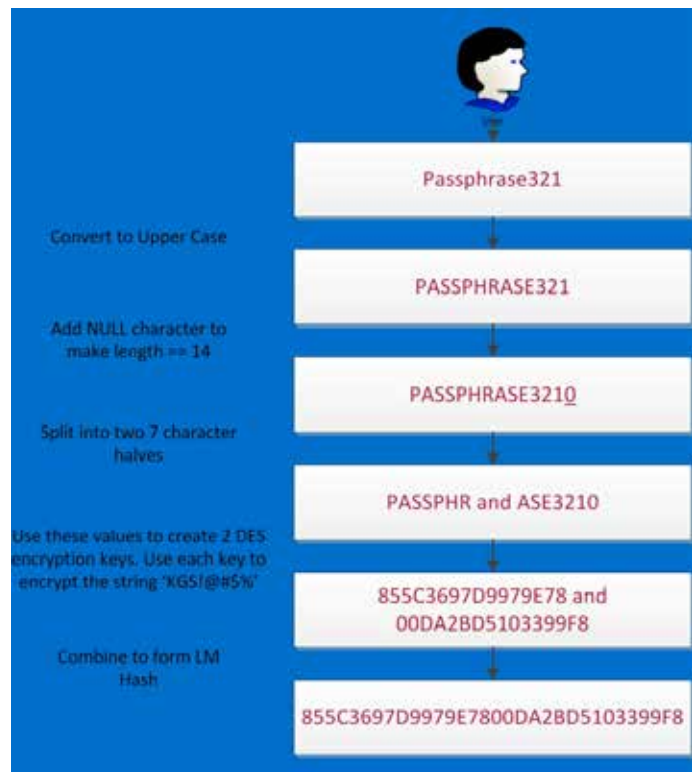 Passphrase321
Convert to Upper Case
PASSPHRASE321
Add NULL character to
make length == 14
PASSPHRASE3210
Split into two 7 character
halves
PASSPHR and ASE3210
Use these values to create 2 DES
encryption keys. Use each key to
encrypt the string 'KGS!@#$%'
855C3697D9979E78 and
00DA2BD5103399F8
Combine to form LM
Hash
855C3697D9979E7800DA2BD5103399F8